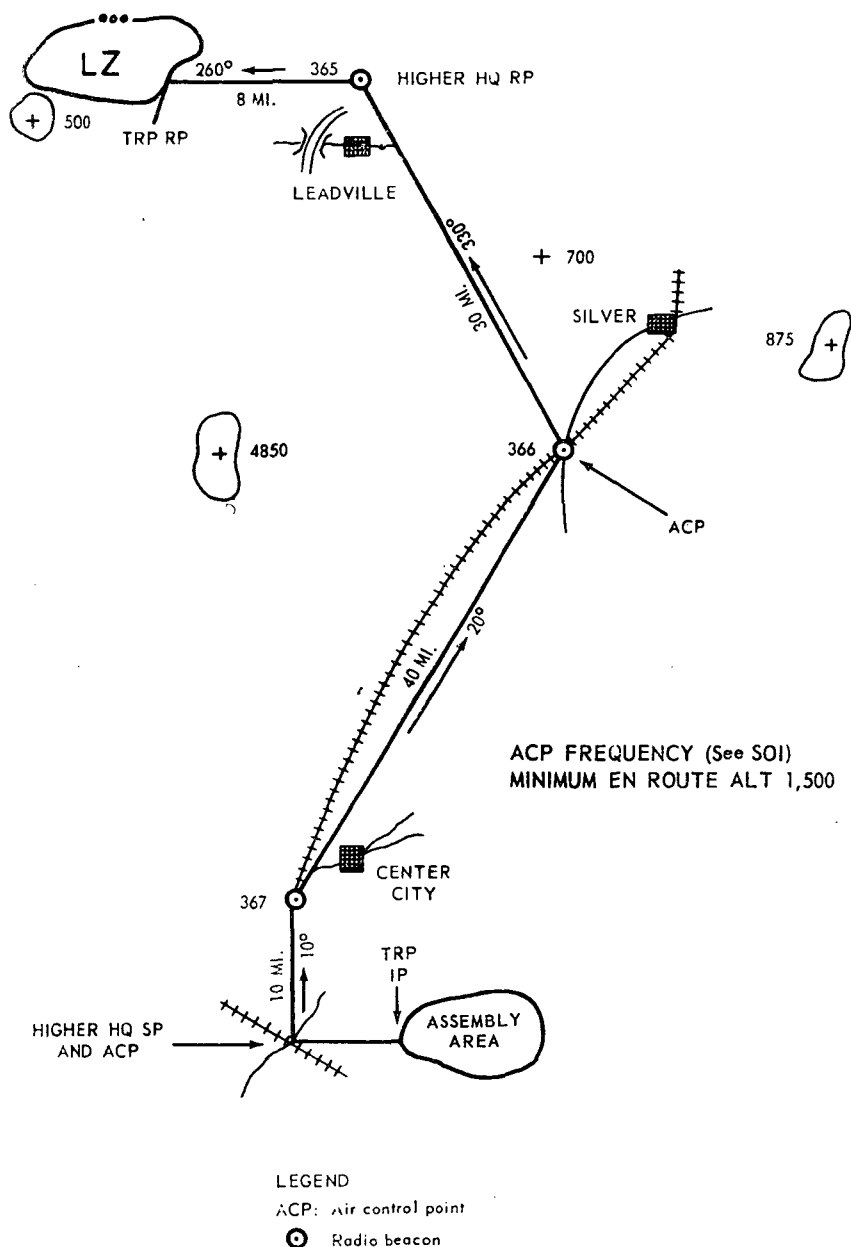 LZ
260°
365
HIGHER HQ RP
8 MI.
500
TRP RP
LEADVILLE
330°
30 MI.
700
SILVER
875
366
4850
ACP
40 MI.
20°
ACP FREQUENCY (See SOI)
MINIMUM EN ROUTE ALT 1,500
CENTER
CITY
367
10 MI.
10°
TRP
IP
HIGHER HQ SP
AND ACP
ASSEMBLY
AREA
LEGEND
ACP: Air control point
Radio beacon